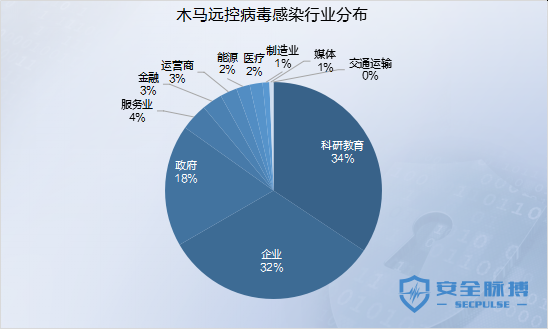 木马远控病毒感染行业分布
科研教育
34%
企业
32%
政府
18%
服务业
4%
金融
3%
运营商
3%
能源
2%
医疗
2%
制造业
1%
媒体
1%
交通运输
0%
安全脉搏
SECPULSE